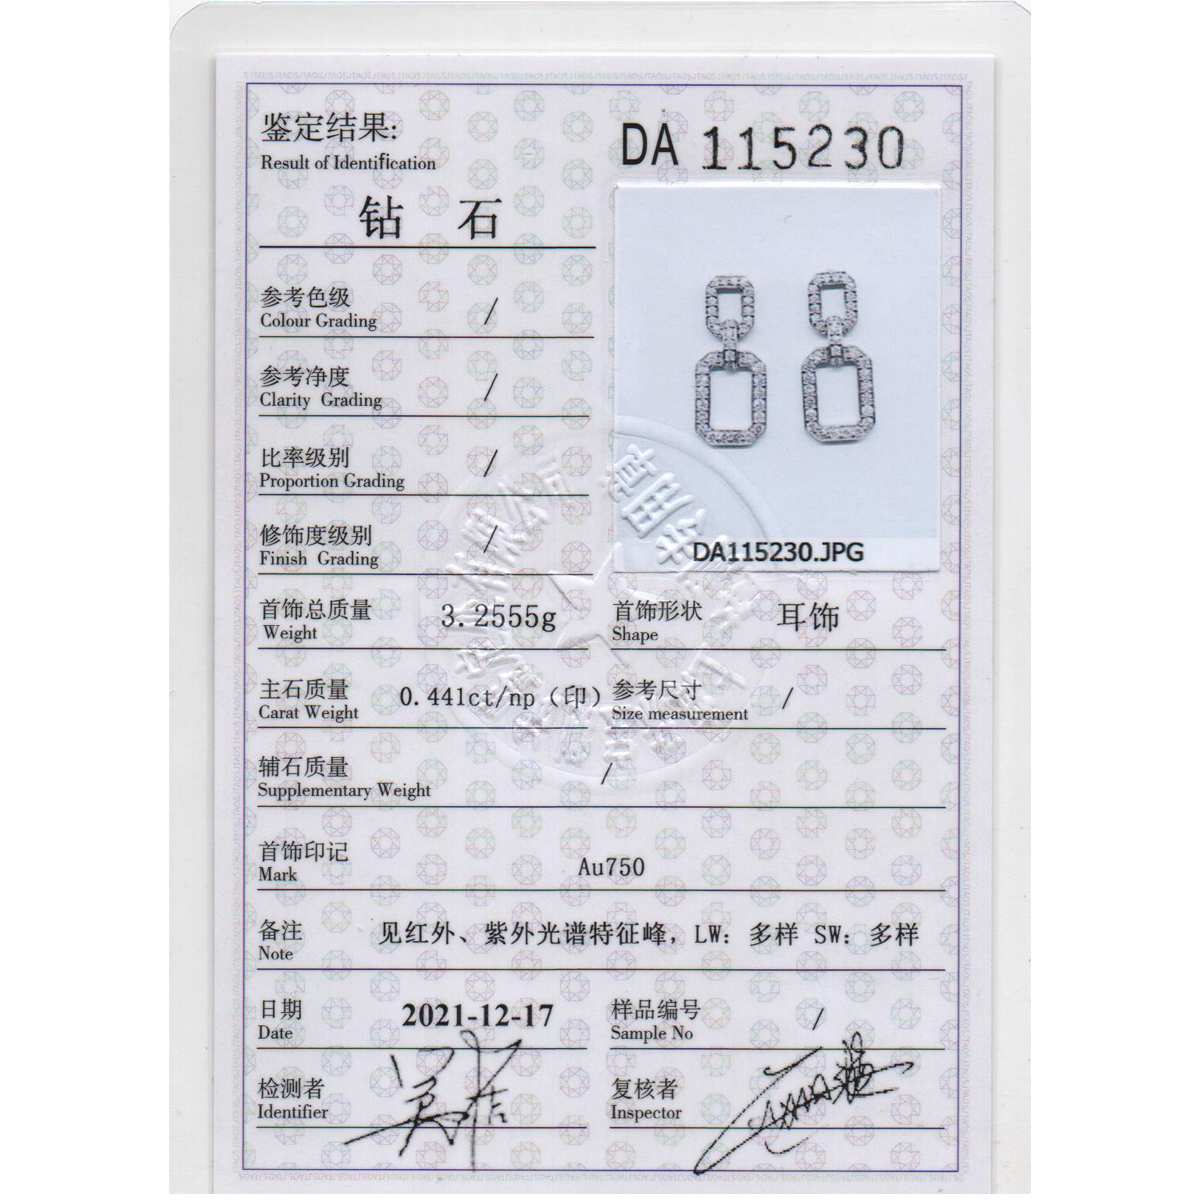 鉴定结果:
Result of Identification
DA 115230
钻 石
参考色级 /
Colour Grading
参考净度 /
Clarity Grading
比率级别 /
Proportion Grading
修饰度级别 /
Finish Grading
DA115230.JPG
首饰总质量 3.2555g 首饰形状 耳饰
Weight Shape
主石质量 0.441ct/np（印） 参考尺寸 /
Carat Weight Size measurement
辅石质量 /
Supplementary Weight
首饰印记 Au750
Mark
备注 见红外、紫外光谱特征峰，LW：多样 SW：多样
Note
日期 2021-12-17 样品编号 /
Date Sample No
检测者 复核者
Identifier Inspector